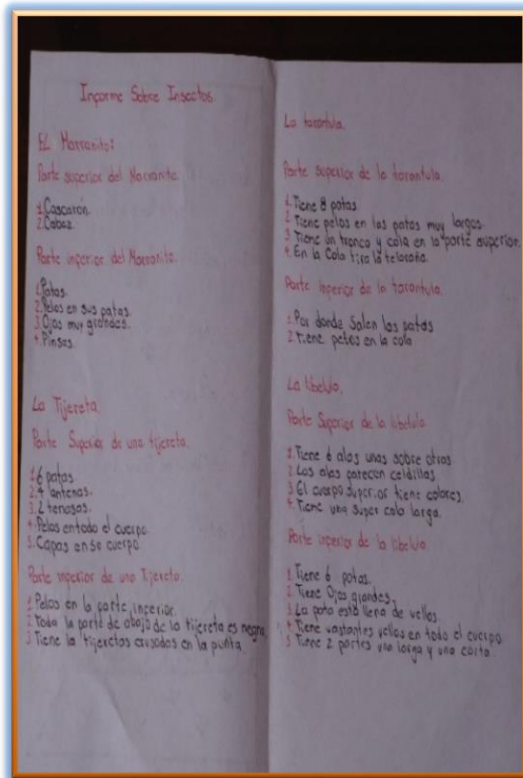 Informe Sobre Insectos.
El Marranito:
Parte superior del Marranito.
1. Cascarón.
2. Cabeza.
Parte inferior del Marranito.
1. Patas.
2. Pelos en sus patas.
3. Ojos muy grandes.
4. Pinsas.
La Tijereta.
Parte Superior de una tijereta.
1. 6 patas
2. 4 antenas.
3. 2 tenasas.
4. Pelos en todo el cuerpo.
5. Capas en su cuerpo.
Parte inferior de una Tijereta.
1 Pelos en la parte inferior.
2. Toda la parte de abajo de la tijereta es negra
3 Tiene la tijeretas crusadas en la punta
La tarantula.
Parte superior de la tarantula.
1. Tiene 8 patas.
2 Tiene pelos en las patas muy largos.
3 Tiene un tronco y cola en la parte superior.
4. En la Cola tira la telaraña.
Parte inferior de la tarantula.
1. Por donde Salen las patas
2. Tiene pelos en la cola
La libelula.
Parte Superior de la libelula.
1. Tiene 6 alas unas sobre otras.
2. Las alas parecen celdillas.
3 El cuerpo superior tiene colores.
4. Tiene una super cola larga.
Parte inferior de la libelula.
1 Tiene 6 patas.
2. Tiene Ojos grandes.
3. La pata está llena de vellos.
4 Tiene vastantes vellos en todo el cuerpo
5 Tiene 2 partes una larga y una corta